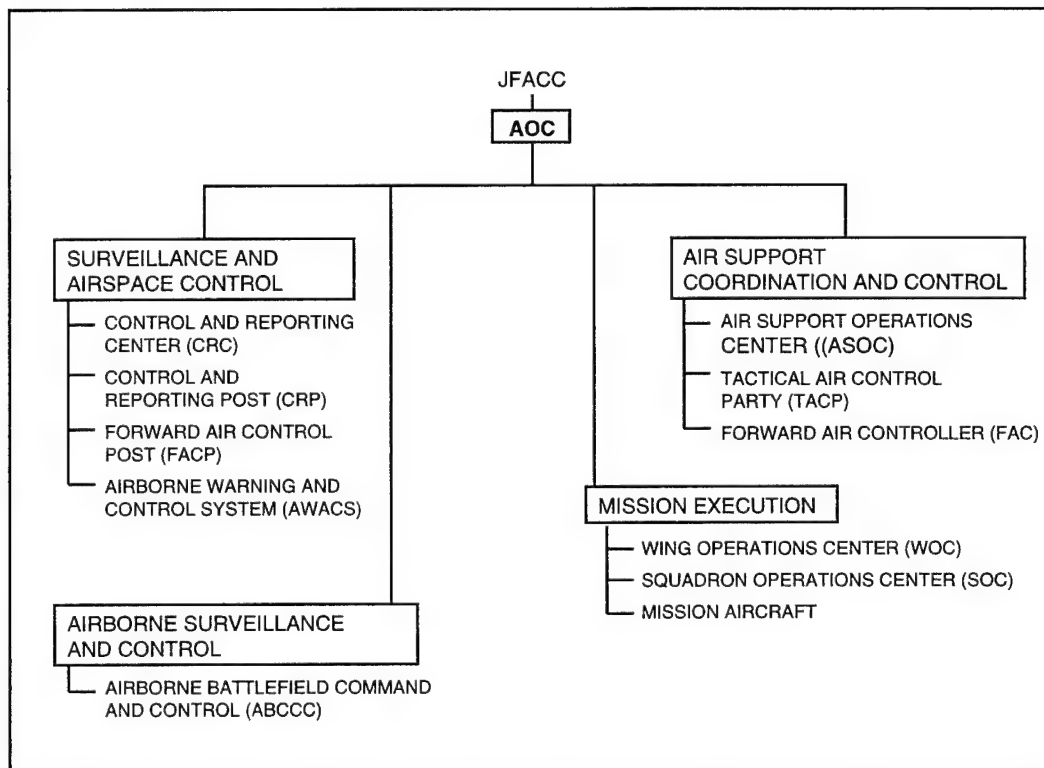 JFACC
AOC
SURVEILLANCE AND
AIRSPACE CONTROL
CONTROL AND REPORTING
CENTER (CRC)
CONTROL AND
REPORTING POST (CRP)
FORWARD AIR CONTROL
POST (FACP)
AIRBORNE WARNING AND
CONTROL SYSTEM (AWACS)
AIRBORNE SURVEILLANCE
AND CONTROL
AIRBORNE BATTLEFIELD COMMAND
AND CONTROL (ABCCC)
AIR SUPPORT
COORDINATION AND CONTROL
AIR SUPPORT OPERATIONS
CENTER ((ASOC)
TACTICAL AIR CONTROL
PARTY (TACP)
FORWARD AIR CONTROLLER (FAC)
MISSION EXECUTION
WING OPERATIONS CENTER (WOC)
SQUADRON OPERATIONS CENTER (SOC)
MISSION AIRCRAFT